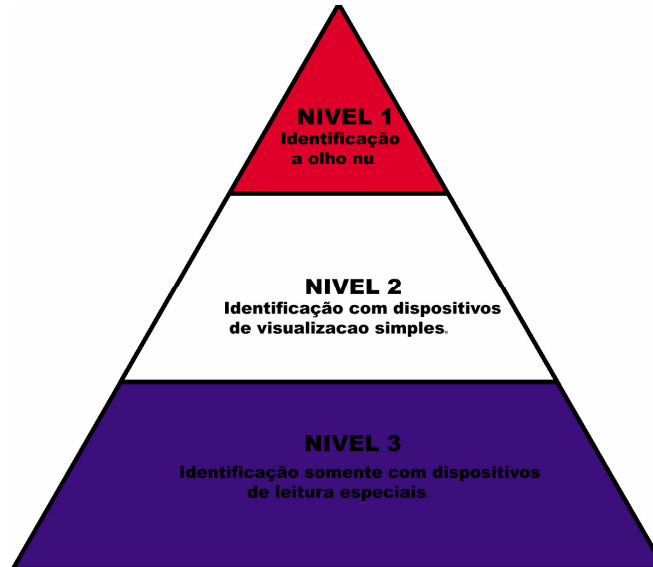 NIVEL 1
Identificação
a olho nu.
NIVEL 2
Identificação com dispositivos
de visualizacao simples.
NIVEL 3
Identificação somente com dispositivos
de leitura especiais.